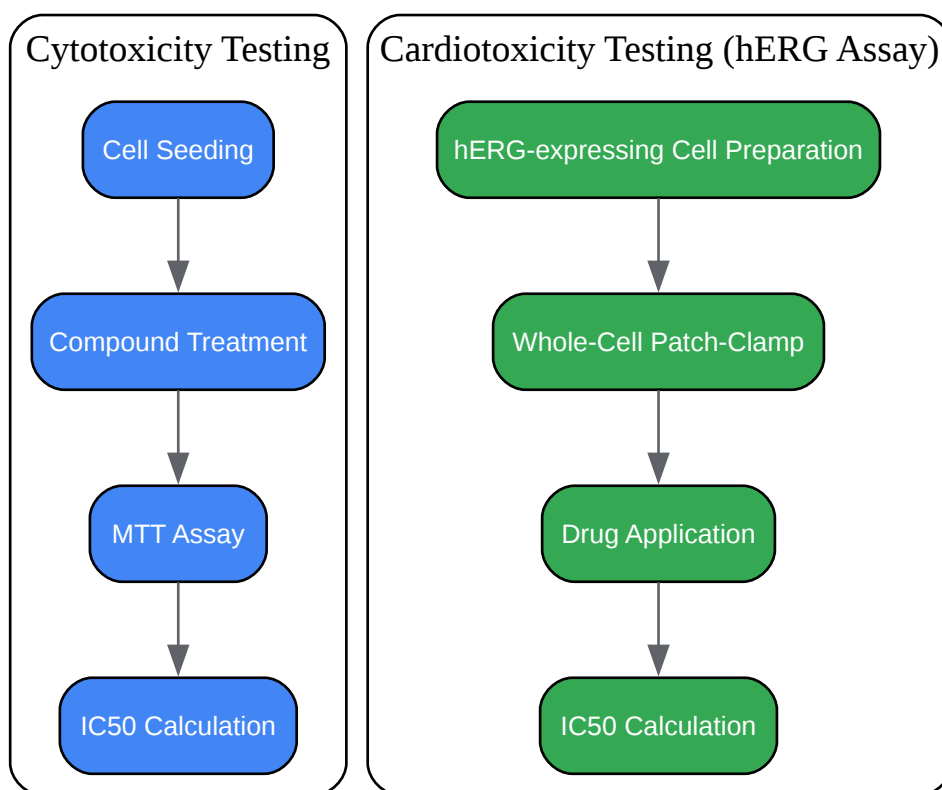 Cytotoxicity Testing
Cell Seeding
Compound Treatment
MTT Assay
IC50 Calculation
Cardiotoxicity Testing (hERG Assay)
hERG-expressing Cell Preparation
Whole-Cell Patch-Clamp
Drug Application
IC50 Calculation